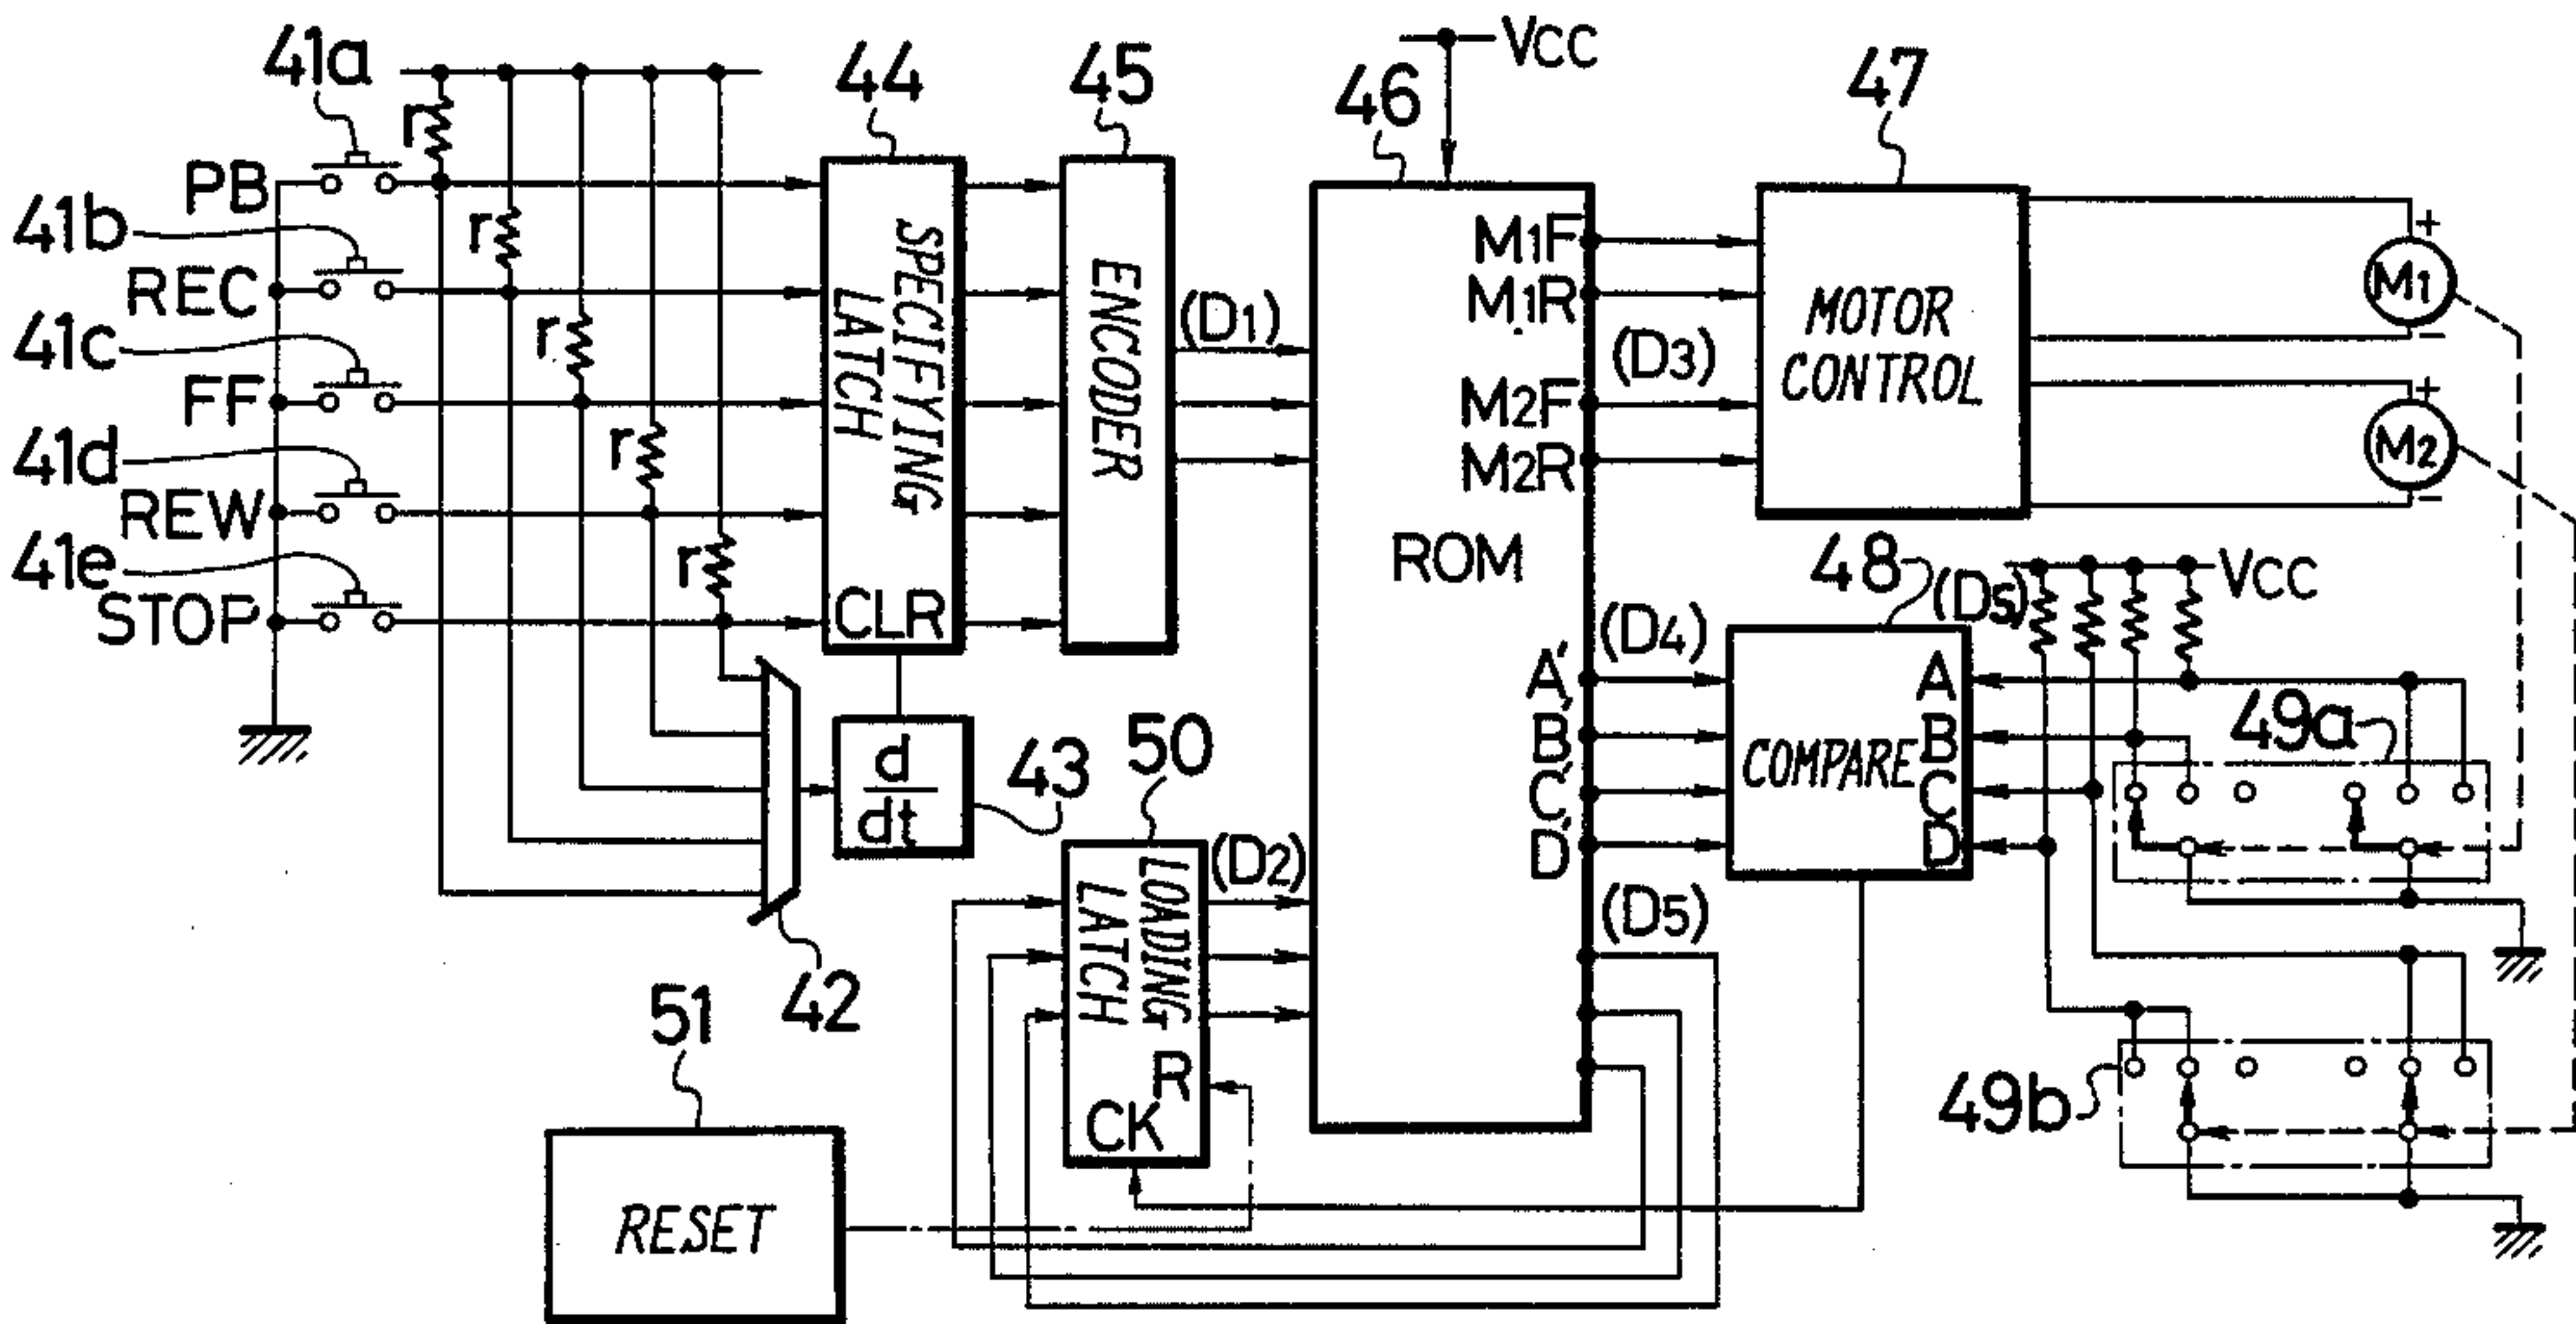 41a
PB
41b
REC
41c
FF
41d
REW
41e
STOP
r
r
r
r
r
44
SPECIFYING
LATCH
CLR
45
ENCODER
(D1)
42
d
dt
43
50
LOADING
LATCH
R
CK
(D2)
51
RESET
VCC
46
M1F
M1R
M2F
M2R
ROM
A'
B'
C'
D'
(D3)
(D4)
(D5)
47
MOTOR
CONTROL
+
M1
−
+
M2
−
48
(Ds)
VCC
COMPARE
A
B
C
D
49a
49b